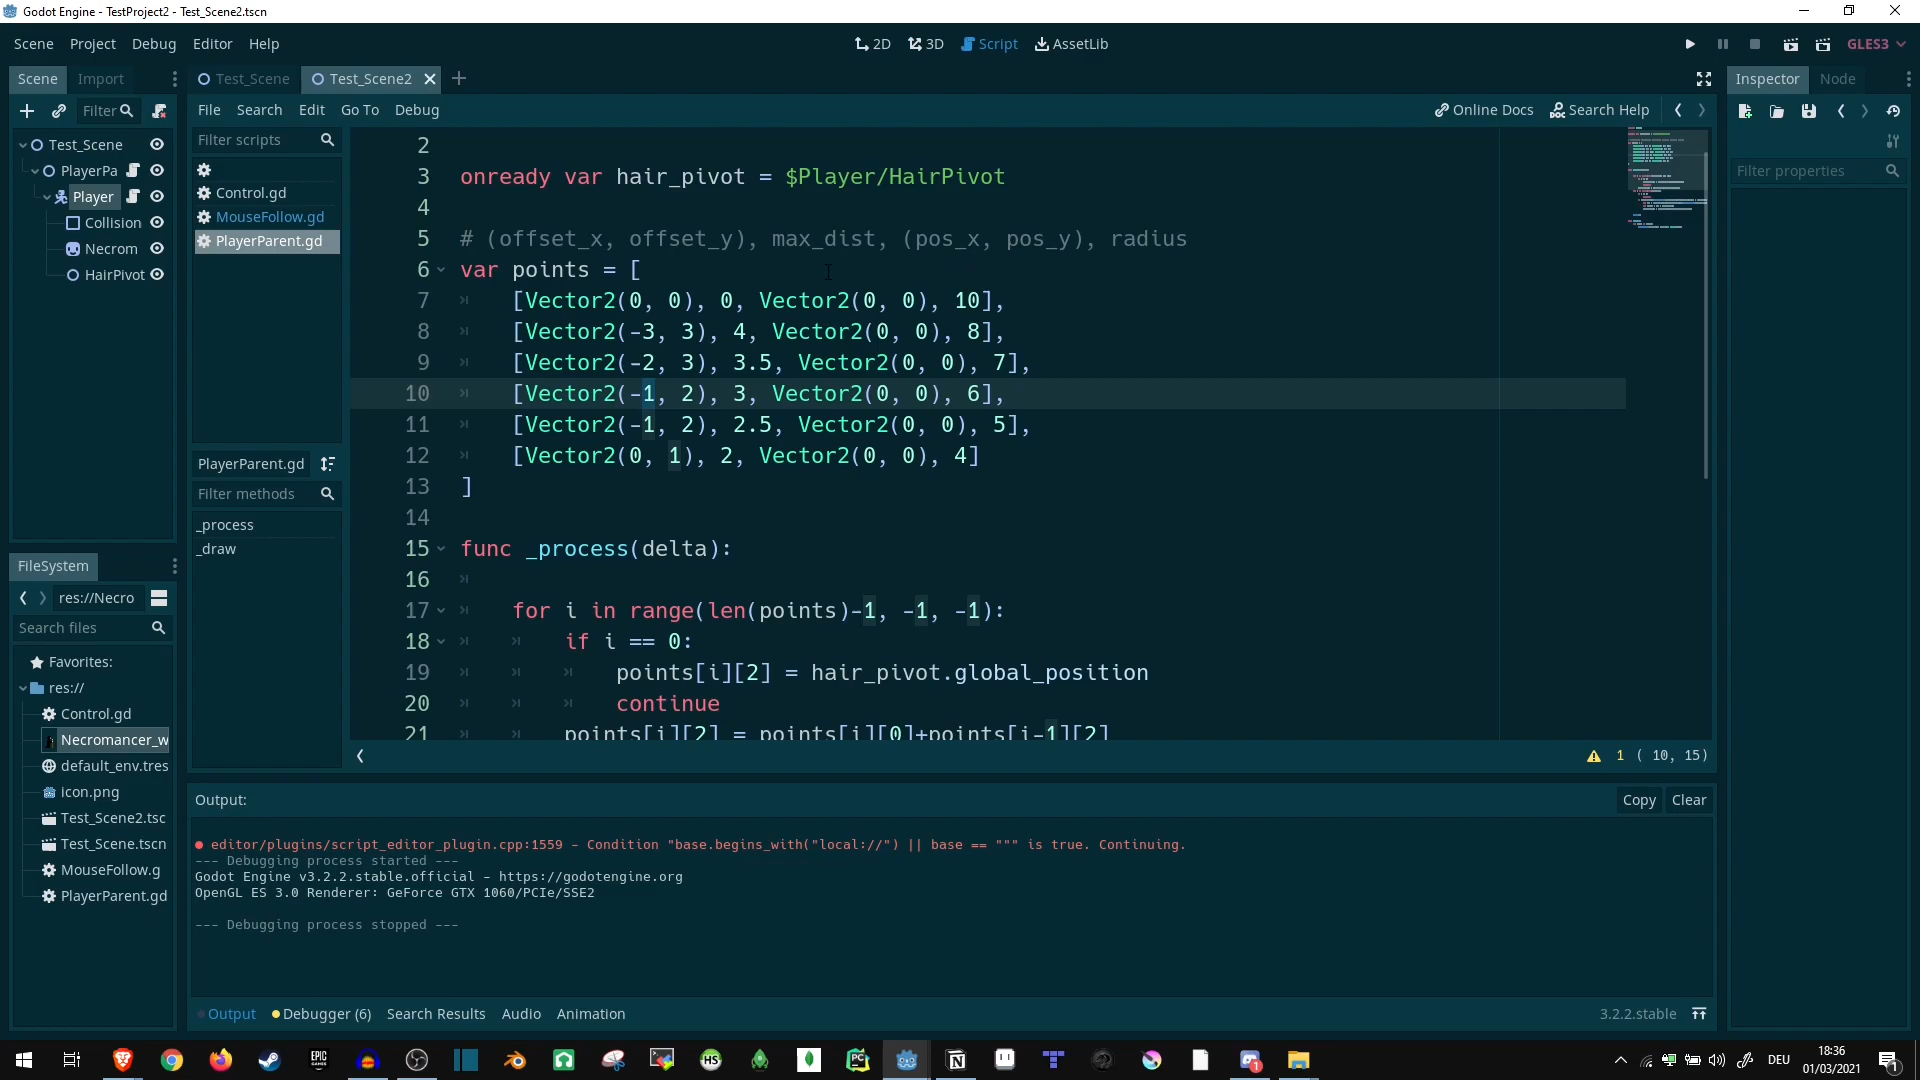 Godot Engine - TestProject2 - Test_Scene2.tscn
Scene Project Debug Editor Help
2D 3D Script AssetLib
GLES3
Scene Import
Test_Scene Test_Scene2
Inspector Node
Filter
File Search Edit Go To Debug
Online Docs Search Help
Filter scripts
Filter properties
Test_Scene
PlayerPa
Player
Collision
Necrom
HairPivot
Control.gd
MouseFollow.gd
PlayerParent.gd
PlayerParent.gd
Filter methods
_process
_draw
2
3 onready var hair_pivot = $Player/HairPivot
4
5 # (offset_x, offset_y), max_dist, (pos_x, pos_y), radius
6 var points = [
7 [Vector2(0, 0), 0, Vector2(0, 0), 10],
8 [Vector2(-3, 3), 4, Vector2(0, 0), 8],
9 [Vector2(-2, 3), 3.5, Vector2(0, 0), 7],
10 [Vector2(-1, 2), 3, Vector2(0, 0), 6],
11 [Vector2(-1, 2), 2.5, Vector2(0, 0), 5],
12 [Vector2(0, 1), 2, Vector2(0, 0), 4]
13 ]
14
15 func _process(delta):
16
17 for i in range(len(points)-1, -1, -1):
18 if i == 0:
19 points[i][2] = hair_pivot.global_position
20 continue
21 points[i][2] = points[i][0]+points[i-1][2]
1 ( 10, 15)
FileSystem
res://Necro
Search files
Favorites:
res://
Control.gd
Necromancer_w
default_env.tres
icon.png
Test_Scene2.tsc
Test_Scene.tscn
MouseFollow.g
PlayerParent.gd
Output:
Copy Clear
editor/plugins/script_editor_plugin.cpp:1559 - Condition "base.begins_with("local://") || base == """ is true. Continuing.
--- Debugging process started ---
Godot Engine v3.2.2.stable.official - https://godotengine.org
OpenGL ES 3.0 Renderer: GeForce GTX 1060/PCIe/SSE2
--- Debugging process stopped ---
Output Debugger (6) Search Results Audio Animation
3.2.2.stable
EPIC
GAMES
HS
PC
DEU
18:36
01/03/2021
1
1